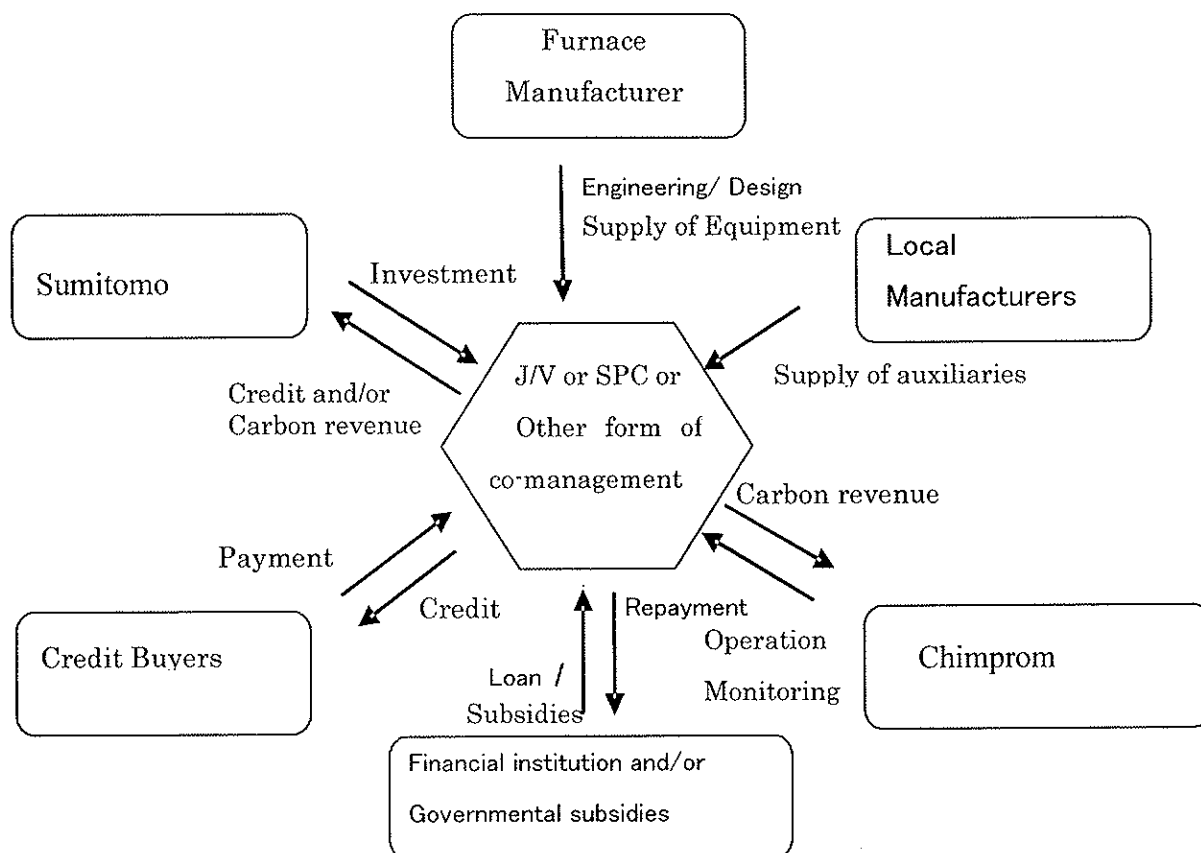 Furnace
Manufacturer
Engineering/ Design
Supply of Equipment
Sumitomo
Investment
Local
Manufacturers
Credit and/or
Carbon revenue
J/V or SPC or
Other form of
co-management
Supply of auxiliaries
Carbon revenue
Payment
Credit
Credit Buyers
Repayment
Loan /
Subsidies
Operation
Monitoring
Chimprom
Financial institution and/or
Governmental subsidies